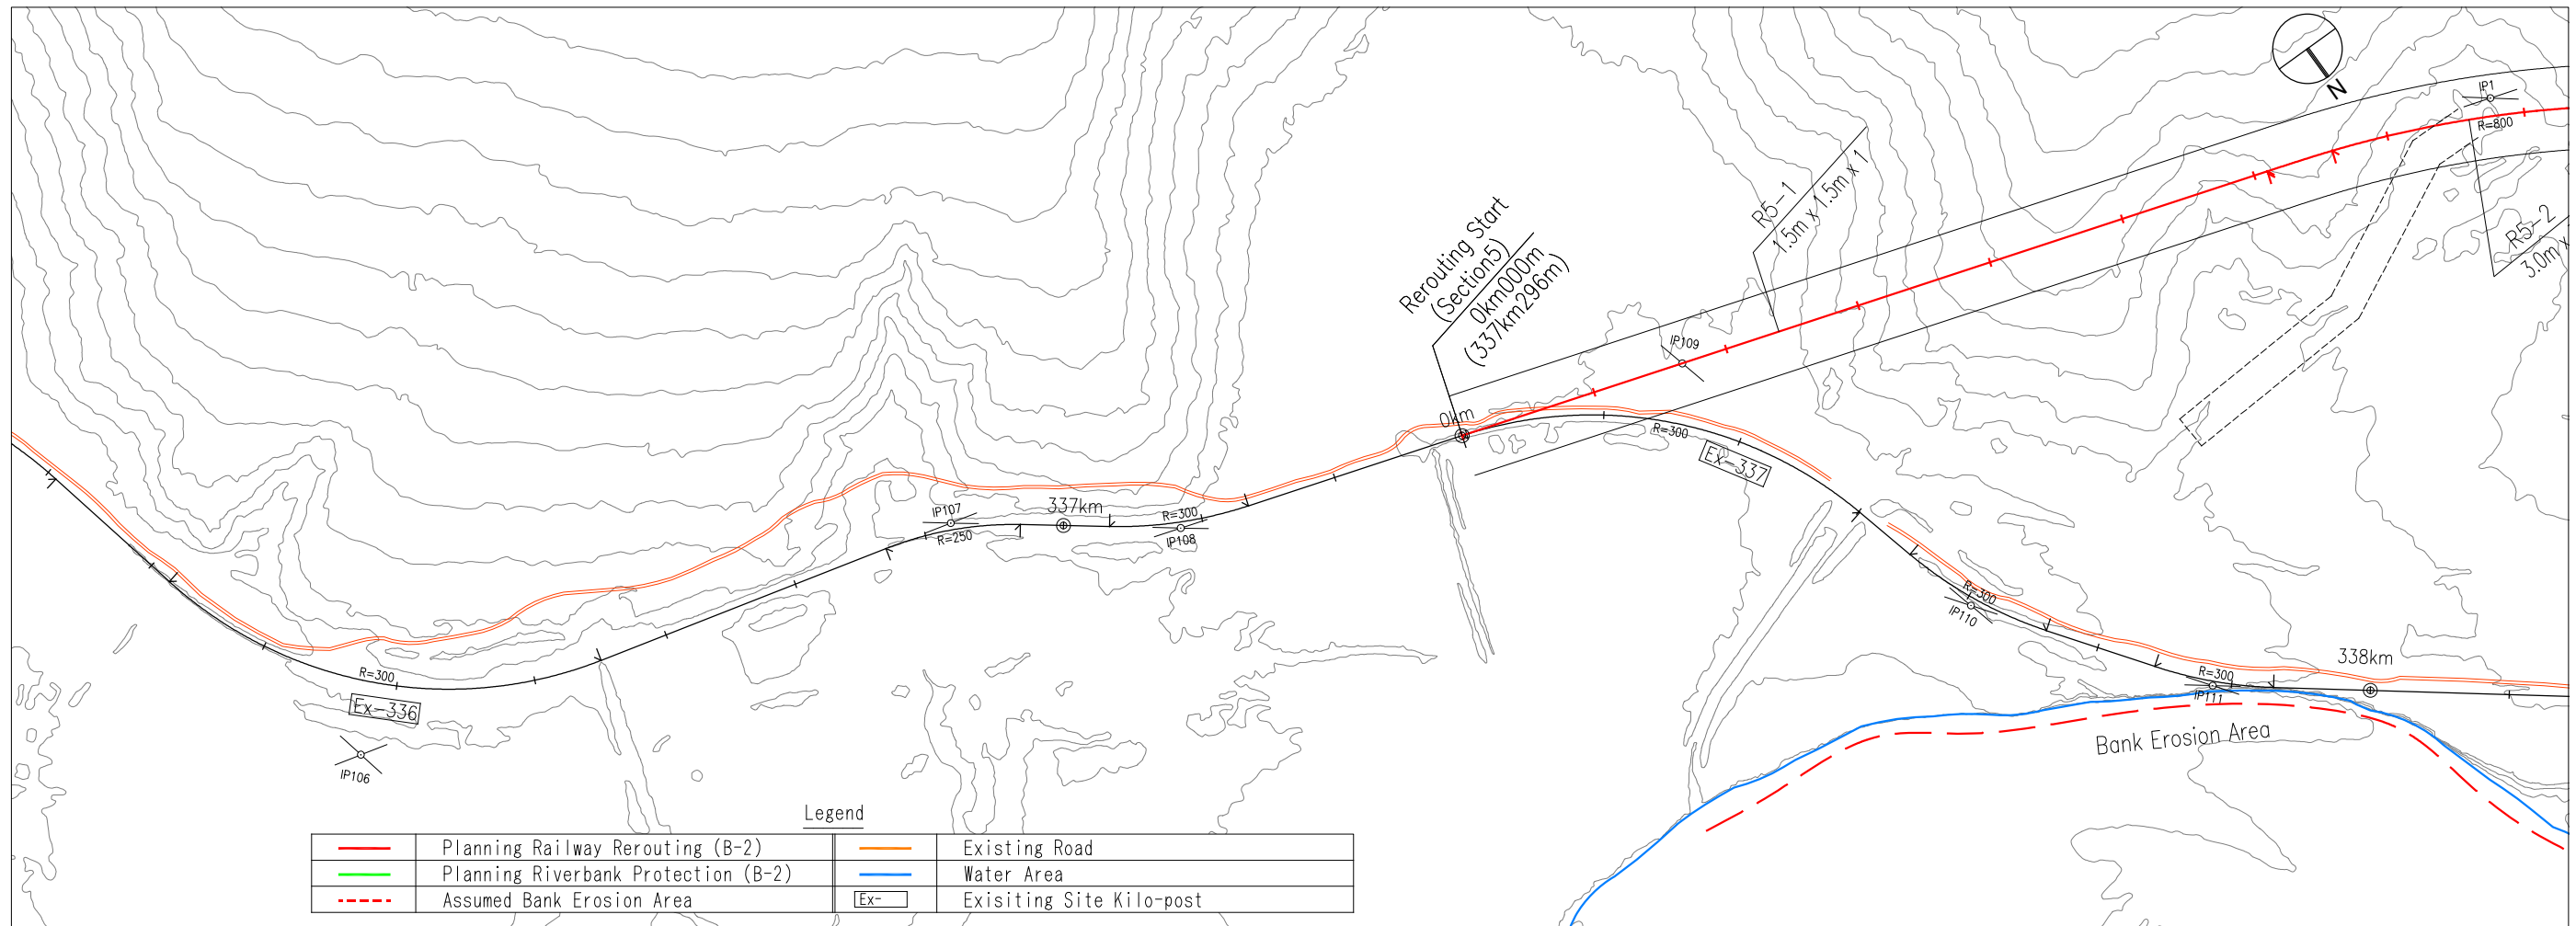 N
IP1
R=800
R5-1
1.5m x 1.5m x 1
R5-2
3.0m x
Rerouting Start
(Section5)
0km000m
(337km296m)
IP109
0km
R=300
Ex-337
IP107
R=250
337km
R=300
IP108
R=300
IP110
R=300
IP111
338km
R=300
Ex-336
IP106
Bank Erosion Area
Legend
Planning Railway Rerouting (B-2)
Existing Road
Planning Riverbank Protection (B-2)
Water Area
Assumed Bank Erosion Area
Ex-
Exisiting Site Kilo-post